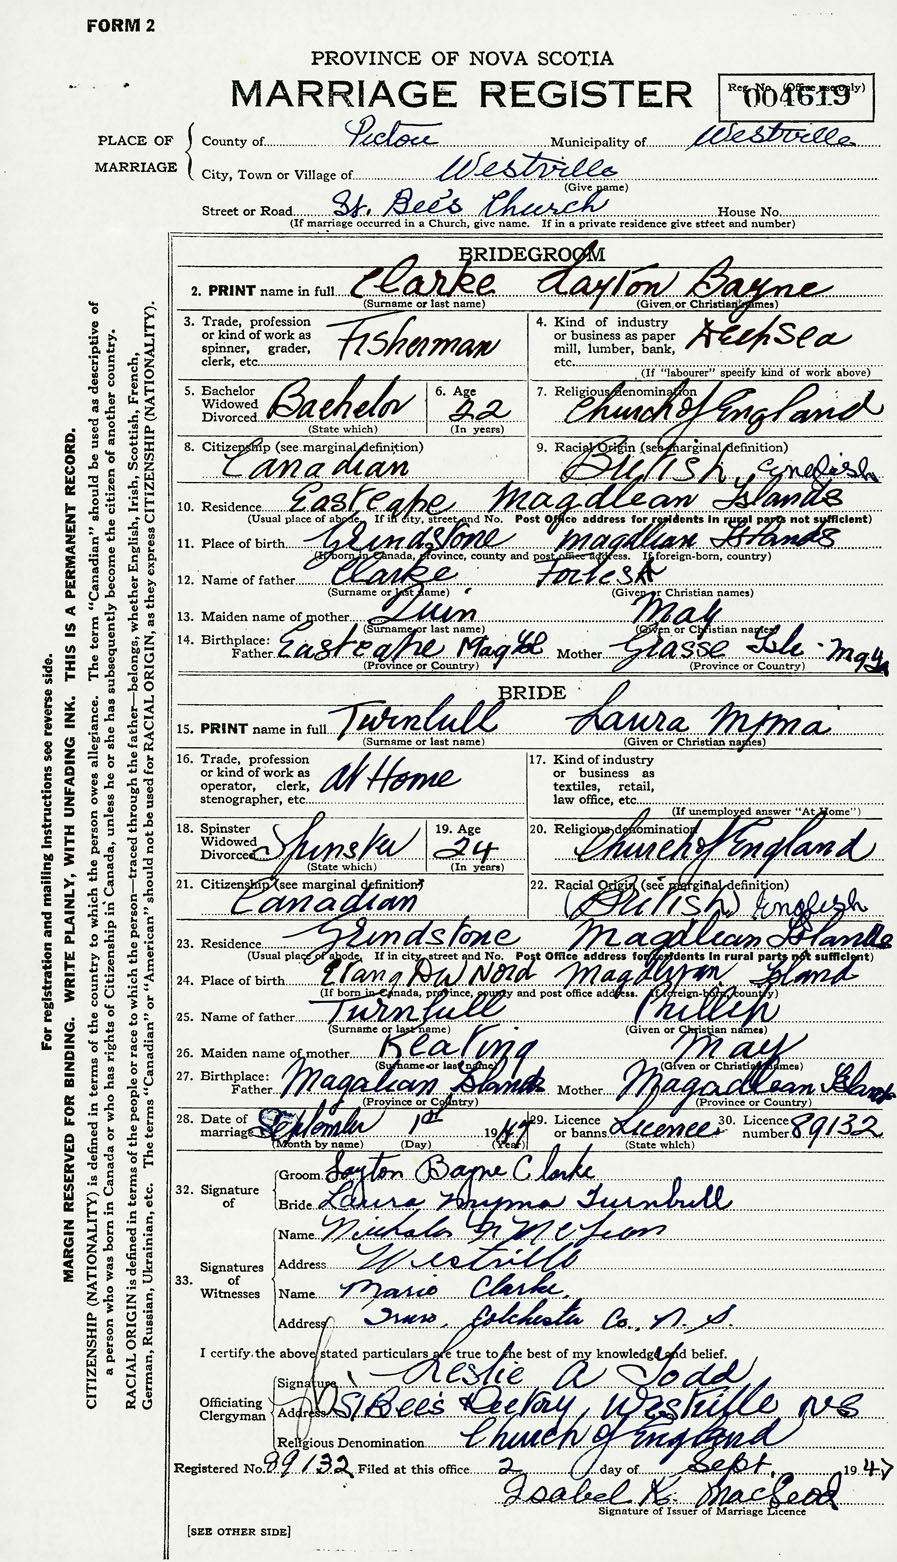 FORM 2
PROVINCE OF NOVA SCOTIA
MARRIAGE REGISTER
Reg. No. (Office use only)
004619
PLACE OF MARRIAGE
County of Pictou Municipality of Westville
City, Town or Village of Westville
(Give name)
Street or Road St. Bee's Church House No.
(If marriage occurred in a Church, give name. If in a private residence give street and number)
BRIDEGROOM
2. PRINT name in full Clarke Layton Bayne
(Surname or last name) (Given or Christian names)
3. Trade, profession or kind of work as spinner, grader, clerk, etc. Fisherman
4. Kind of industry or business as paper mill, lumber, bank, etc. Deep Sea
(If "labourer" specify kind of work above)
5. Bachelor Widowed Divorced Bachelor
(State which)
6. Age 22
(In years)
7. Religious denomination Church of England
8. Citizenship (see marginal definition) Canadian
9. Racial Origin (see marginal definition) British English
10. Residence East Cape Magdlean Islands
(Usual place of abode. If in city, street and No. Post Office address for residents in rural parts not sufficient)
11. Place of birth Grindstone Magdlian Islands
(If born in Canada, province, county and post office address. If foreign-born, country)
12. Name of father Clarke Forrest
(Surname or last name) (Given or Christian names)
13. Maiden name of mother May
(Surname or last name) (Given or Christian names)
14. Birthplace: Father East Cape Mother Isle
(Province or Country) (Province or Country)
BRIDE
15. PRINT name in full Turnbull Laura Myma
(Surname or last name) (Given or Christian names)
16. Trade, profession or kind of work as operator, clerk, stenographer, etc. At Home
17. Kind of industry or business as textiles, retail, law office, etc.
(If unemployed answer "At Home")
18. Spinster Widowed Divorced Spinster
(State which)
19. Age 24
(In years)
20. Religious denomination Church of England
21. Citizenship (see marginal definition) Canadian
22. Racial Origin (see marginal definition) (British) English
23. Residence Grindstone Magdlean Islands
(Usual place of abode. If in city, street and No. Post Office address for residents in rural parts not sufficient)
24. Place of birth Du Nord Island
(If born in Canada, province, county and post office address. If foreign-born, country)
25. Name of father Turnbull Phillip
(Surname or last name) (Given or Christian names)
26. Maiden name of mother Keating May
(Surname or last name) (Given or Christian names)
27. Birthplace: Father Magalian Islands Mother Magadlean Islands
(Province or Country) (Province or Country)
28. Date of marriage September 1st 1947
(Month by name) (Day) (Year)
29. Licence or banns Licence
(State which)
30. Licence number 89132
32. Signature of
Groom Layton Bayne Clarke
Bride Laura Myrna Turnbull
33. Signatures of Witnesses
Name Nicholas
Address Westville
Name Marie Clarke.
Address Truro, Colchester Co., N. S.
I certify the above stated particulars are true to the best of my knowledge and belief.
Officiating Clergyman
Signature Leslie A Todd
Address St Bee's Rectory, Westville NS
Religious Denomination Church of England
Registered No. 89132 Filed at this office 2 day of Sept. 1947
Isabel K. MacLeod
Signature of Issuer of Marriage Licence
[SEE OTHER SIDE]
For registration and mailing instructions see reverse side.
MARGIN RESERVED FOR BINDING. WRITE PLAINLY, WITH UNFADING INK. THIS IS A PERMANENT RECORD.
CITIZENSHIP (NATIONALITY) is defined in terms of the country to which the person owes allegiance. The term "Canadian" should be used as descriptive of
a person who was born in Canada or who has rights of Citizenship in Canada, unless he or she has subsequently become the citizen of another country.
RACIAL ORIGIN is defined in terms of the people or race to which the person—traced through the father—belongs, whether English, Irish, Scottish, French,
German, Russian, Ukrainian, etc. The terms "Canadian" or "American" should not be used for RACIAL ORIGIN, as they express CITIZENSHIP (NATIONALITY).